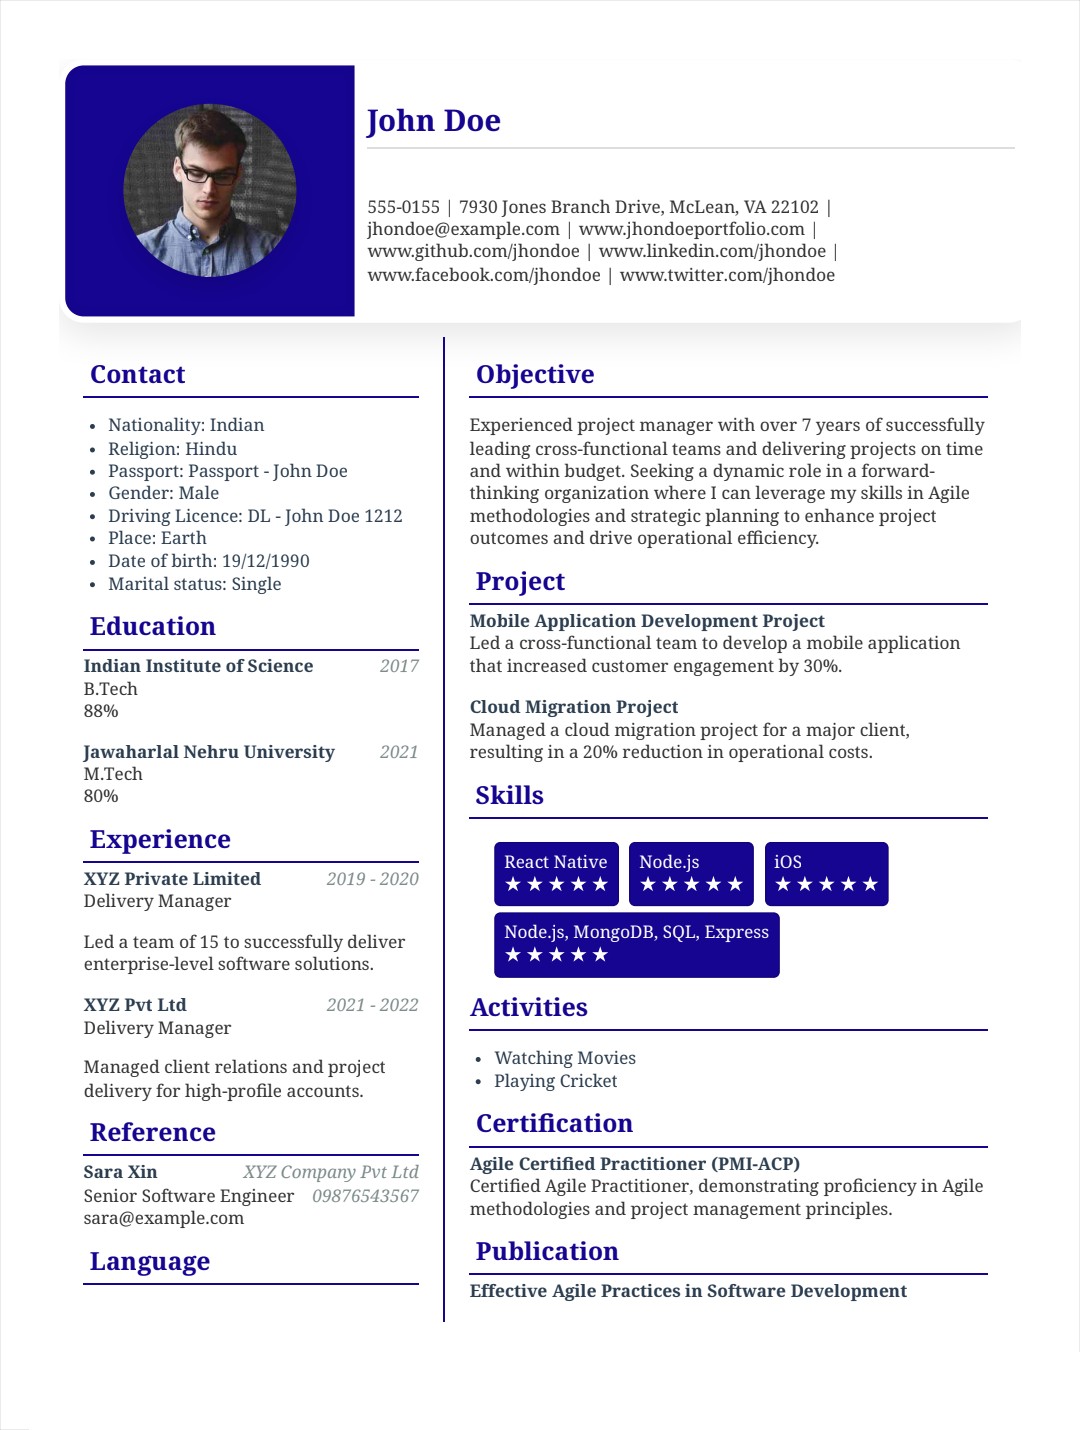 John Doe
555-0155 | 7930 Jones Branch Drive, McLean, VA 22102 |
jhondoe@example.com | www.jhondoeportfolio.com |
www.github.com/jhondoe | www.linkedin.com/jhondoe |
www.facebook.com/jhondoe | www.twitter.com/jhondoe
Contact
• Nationality: Indian
• Religion: Hindu
• Passport: Passport - John Doe
• Gender: Male
• Driving Licence: DL - John Doe 1212
• Place: Earth
• Date of birth: 19/12/1990
• Marital status: Single
Education
Indian Institute of Science 2017
B.Tech
88%
Jawaharlal Nehru University 2021
M.Tech
80%
Experience
XYZ Private Limited 2019 - 2020
Delivery Manager
Led a team of 15 to successfully deliver
enterprise-level software solutions.
XYZ Pvt Ltd 2021 - 2022
Delivery Manager
Managed client relations and project
delivery for high-profile accounts.
Reference
Sara Xin XYZ Company Pvt Ltd
Senior Software Engineer 09876543567
sara@example.com
Language
Objective
Experienced project manager with over 7 years of successfully
leading cross-functional teams and delivering projects on time
and within budget. Seeking a dynamic role in a forward-
thinking organization where I can leverage my skills in Agile
methodologies and strategic planning to enhance project
outcomes and drive operational efficiency.
Project
Mobile Application Development Project
Led a cross-functional team to develop a mobile application
that increased customer engagement by 30%.
Cloud Migration Project
Managed a cloud migration project for a major client,
resulting in a 20% reduction in operational costs.
Skills
React Native Node.js iOS
★★★★★ ★★★★★ ★★★★★
Node.js, MongoDB, SQL, Express
★★★★★
Activities
• Watching Movies
• Playing Cricket
Certification
Agile Certified Practitioner (PMI-ACP)
Certified Agile Practitioner, demonstrating proficiency in Agile
methodologies and project management principles.
Publication
Effective Agile Practices in Software Development